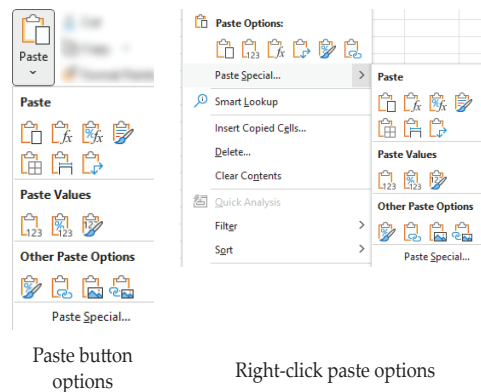 Paste
Paste
Paste Values
Other Paste Options
Paste Special...
Paste Options:
Paste Special...
Smart Lookup
Insert Copied Cells...
Delete...
Clear Contents
Quick Analysis
Filter
Sort
Paste
Paste Values
Other Paste Options
Paste Special...
Paste button
options
Right-click paste options